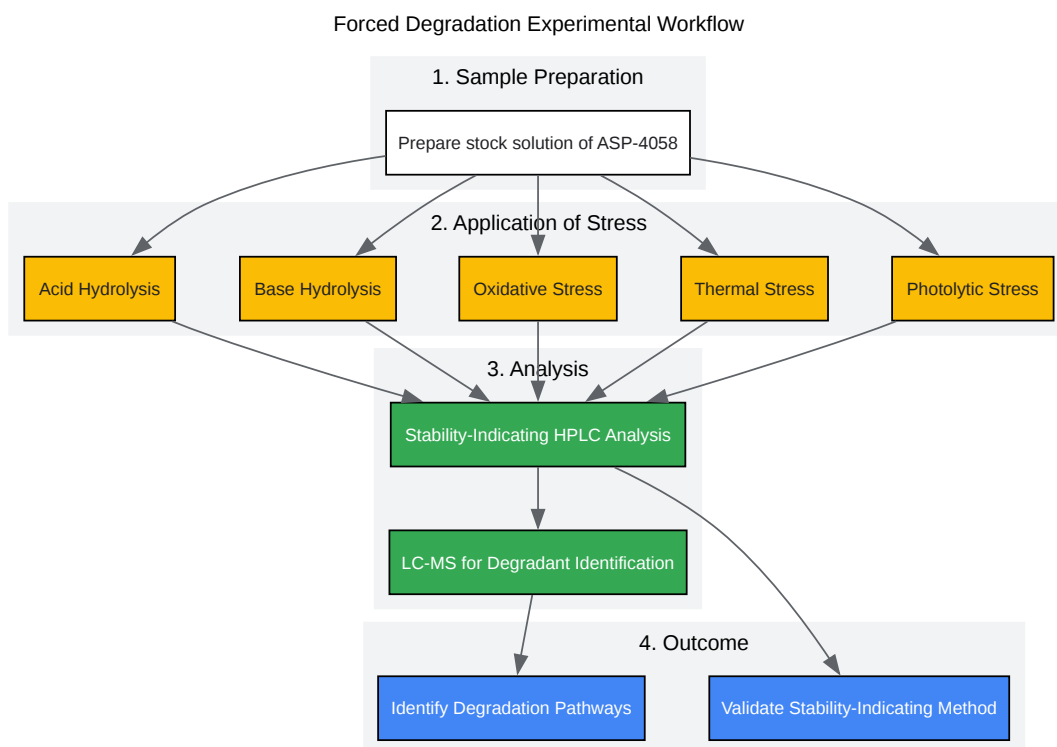 Forced Degradation Experimental Workflow
1. Sample Preparation
Prepare stock solution of ASP-4058
2. Application of Stress
Acid Hydrolysis
Base Hydrolysis
Oxidative Stress
Thermal Stress
Photolytic Stress
3. Analysis
Stability-Indicating HPLC Analysis
LC-MS for Degradant Identification
4. Outcome
Identify Degradation Pathways
Validate Stability-Indicating Method